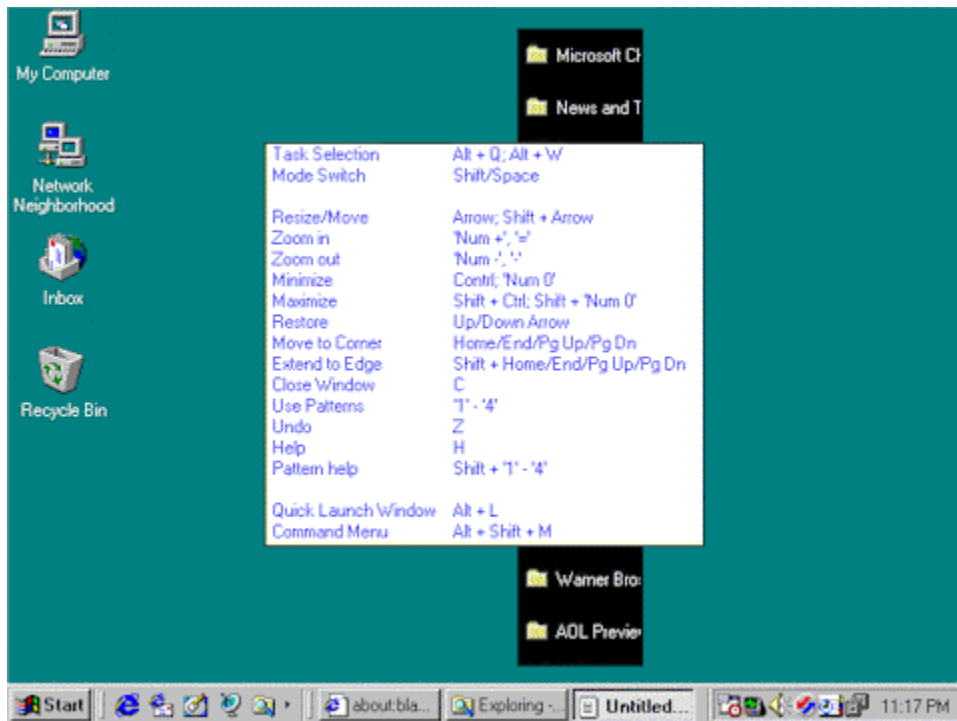 My Computer
Network
Neighborhood
Inbox
Recycle Bin
Microsoft Ch
News and T
Task Selection Alt + Q; Alt + W
Mode Switch Shift/Space
Resize/Move Arrow; Shift + Arrow
Zoom in 'Num +', '='
Zoom out 'Num -', '-'
Minimize Contrl; 'Num 0'
Maximize Shift + Ctrl; Shift + 'Num 0'
Restore Up/Down Arrow
Move to Corner Home/End/Pg Up/Pg Dn
Extend to Edge Shift + Home/End/Pg Up/Pg Dn
Close Window C
Use Patterns '1' - '4'
Undo Z
Help H
Pattern help Shift + '1' - '4'
Quick Launch Window Alt + L
Command Menu Alt + Shift + M
Warner Bro
AOL Previe
Start about:bla... Exploring -... Untitled... 11:17 PM